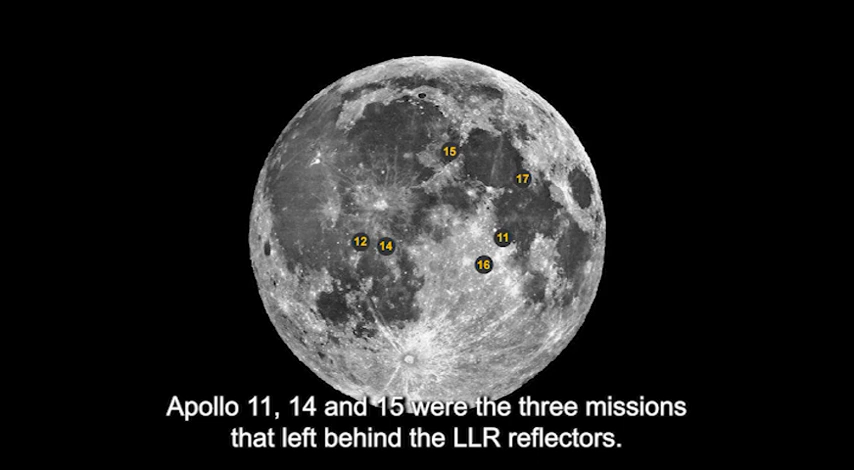 15
17
12 14 11
16
Apollo 11, 14 and 15 were the three missions
that left behind the LLR reflectors.